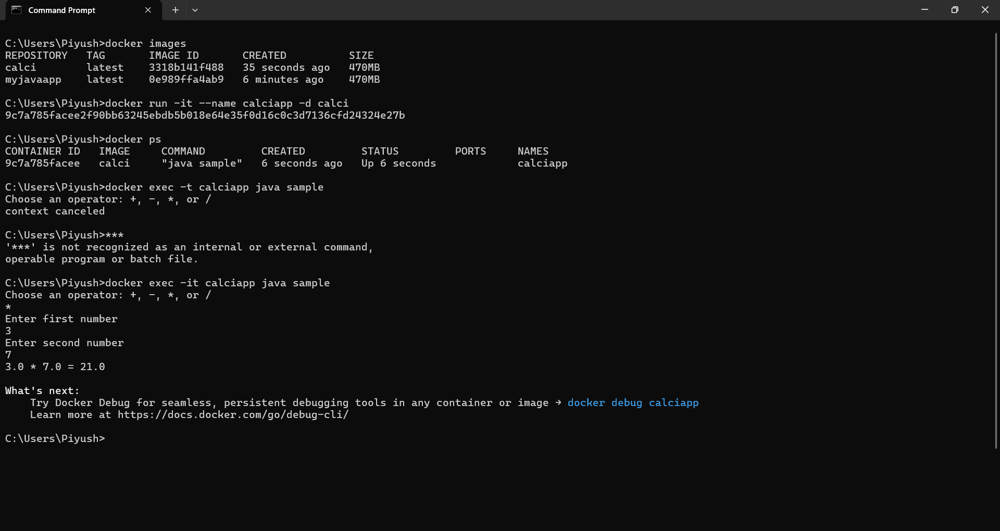 Command Prompt
C:\Users\Piyush>docker images
REPOSITORY   TAG       IMAGE ID       CREATED          SIZE
calci        latest    3318b141f488   35 seconds ago   470MB
myjavaapp    latest    0e989ffa4ab9   6 minutes ago    470MB
C:\Users\Piyush>docker run -it --name calciapp -d calci
9c7a785facee2f90bb63245ebdb5b018e64e35f0d16c0c3d7136cfd24324e27b
C:\Users\Piyush>docker ps
CONTAINER ID   IMAGE     COMMAND         CREATED         STATUS         PORTS     NAMES
9c7a785facee   calci     "java sample"   6 seconds ago   Up 6 seconds             calciapp
C:\Users\Piyush>docker exec -t calciapp java sample
Choose an operator: +, -, *, or /
context canceled
C:\Users\Piyush>***
'***' is not recognized as an internal or external command,
operable program or batch file.
C:\Users\Piyush>docker exec -it calciapp java sample
Choose an operator: +, -, *, or /
*
Enter first number
3
Enter second number
7
3.0 * 7.0 = 21.0
What's next:
    Try Docker Debug for seamless, persistent debugging tools in any container or image → docker debug calciapp
    Learn more at https://docs.docker.com/go/debug-cli/
C:\Users\Piyush>